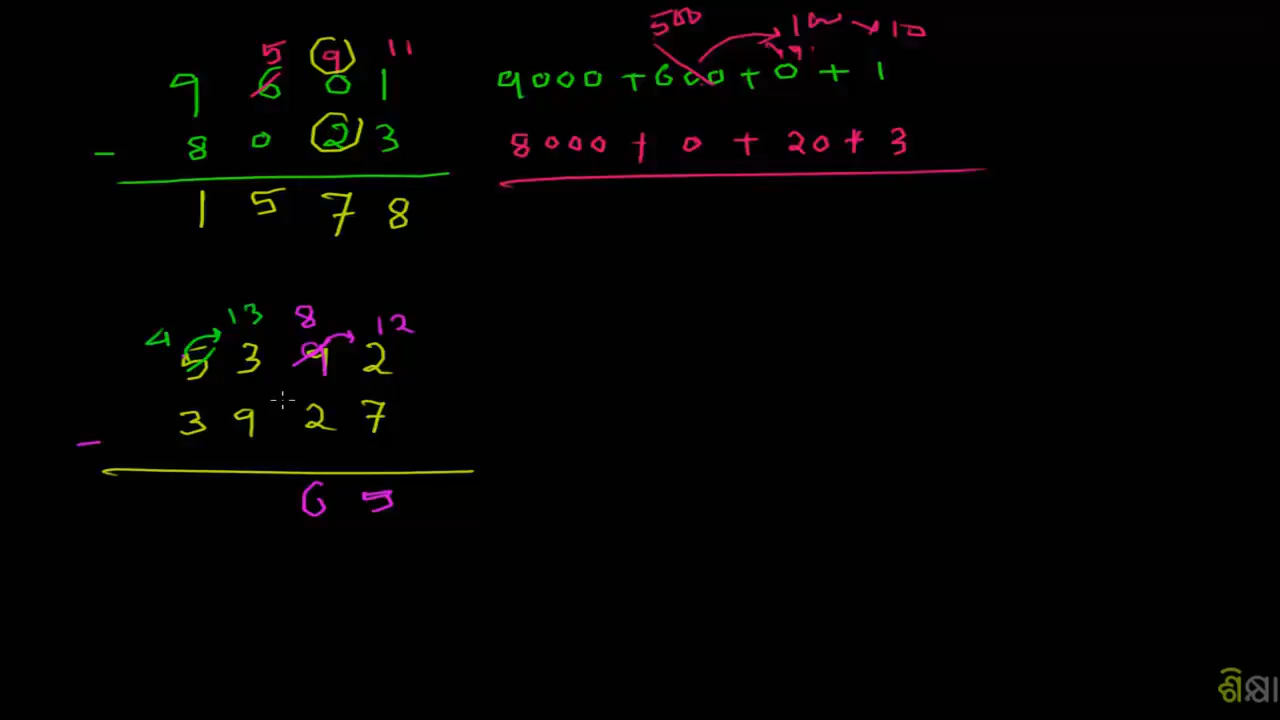 5 9 11
9 6 0 1
- 8 0 2 3
1 5 7 8
500 100 → 10
9
9000 + 600 + 0 + 1
8000 + 0 + 20 + 3
4 13 8 12
5 3 9 2
- 3 9 2 7
6 5
ଶିକ୍ଷା